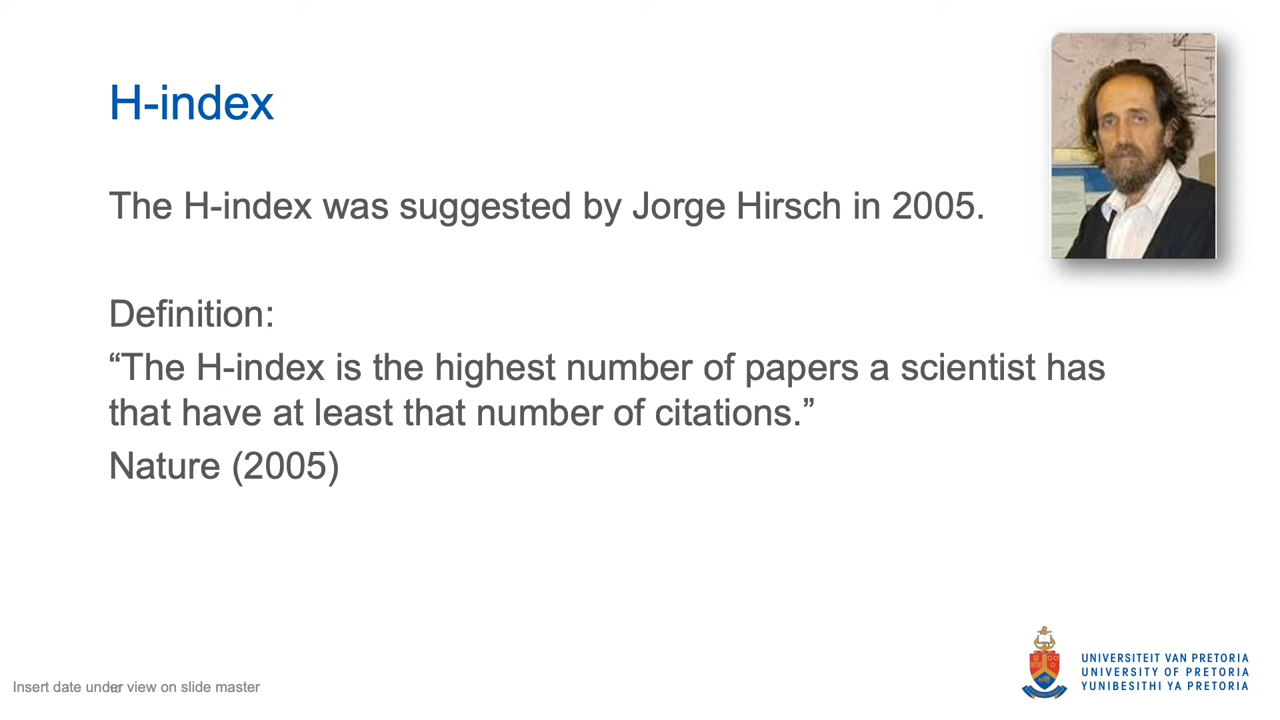 H-index
The H-index was suggested by Jorge Hirsch in 2005.
Definition:
“The H-index is the highest number of papers a scientist has
that have at least that number of citations.”
Nature (2005)
Insert date under view on slide master
UNIVERSITEIT VAN PRETORIA
UNIVERSITY OF PRETORIA
YUNIBESITHI YA PRETORIA